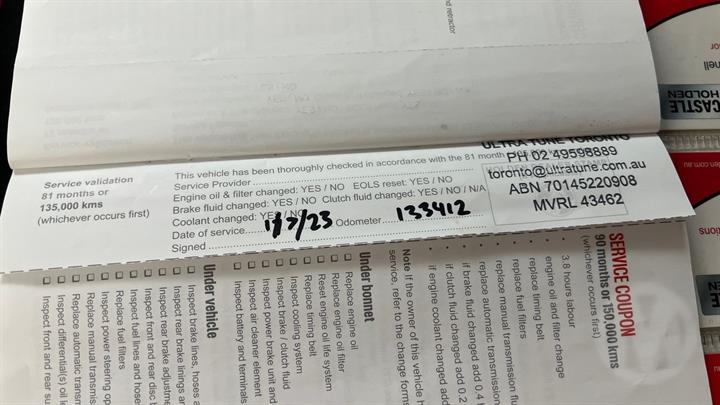 Service validation
81 months or
135,000 kms
(whichever occurs first)
This vehicle has been thoroughly checked in accordance with the 81 month
Service Provider
Engine oil & filter changed: YES / NO EOLS reset: YES / NO
Brake fluid changed: YES / NO Clutch fluid changed: YES / NO / N/A
Coolant changed: YES / NO
Date of service 1/7/23 Odometer 133412
Signed
ULTRA TUNE TORONTO
PH 02 49598889
toronto@ultratune.com.au
ABN 70145220908
MVRL 43462
SERVICE COUPON
90 months or 150,000 kms
(whichever occurs first)
3.8 hours labour
engine oil and filter change
replace timing belt
replace fuel filters
replace manual transmission flu
replace automatic transmission
if brake fluid changed add 0.4
if clutch fluid changed add 0.2
if engine coolant changed add
Note If the owner of this vehicle h
service, refer to the change form
Under bonnet
Replace engine oil
Replace engine oil filter
Reset engine oil life system
Replace timing belt
Inspect cooling system
Inspect brake / clutch fluid
Inspect power brake unit and
Inspect air cleaner element
Inspect battery and terminals
Under vehicle
Inspect brake lines, hoses a
Inspect rear brake linings an
Inspect rear brake adjustme
Inspect front and rear disc b
Inspect fuel lines and hose
Replace fuel filters
Inspect power steering op
Replace manual transmis
Replace automatic transm
Inspect differential(s) oil le
Inspect front and rear su
nd retractor
CASTLE
HOLDEN